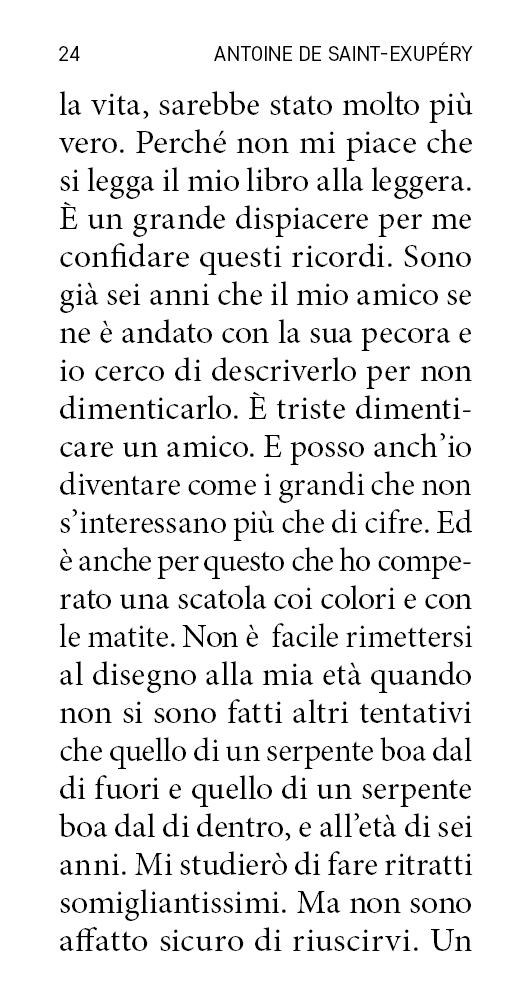 24 ANTOINE DE SAINT-EXUPÉRY
la vita, sarebbe stato molto più
vero. Perché non mi piace che
si legga il mio libro alla leggera.
È un grande dispiacere per me
confidare questi ricordi. Sono
già sei anni che il mio amico se
ne è andato con la sua pecora e
io cerco di descriverlo per non
dimenticarlo. È triste dimenti-
care un amico. E posso anch’io
diventare come i grandi che non
s’interessano più che di cifre. Ed
è anche per questo che ho compe-
rato una scatola coi colori e con
le matite. Non è facile rimettersi
al disegno alla mia età quando
non si sono fatti altri tentativi
che quello di un serpente boa dal
di fuori e quello di un serpente
boa dal di dentro, e all’età di sei
anni. Mi studierò di fare ritratti
somigliantissimi. Ma non sono
affatto sicuro di riuscirvi. Un